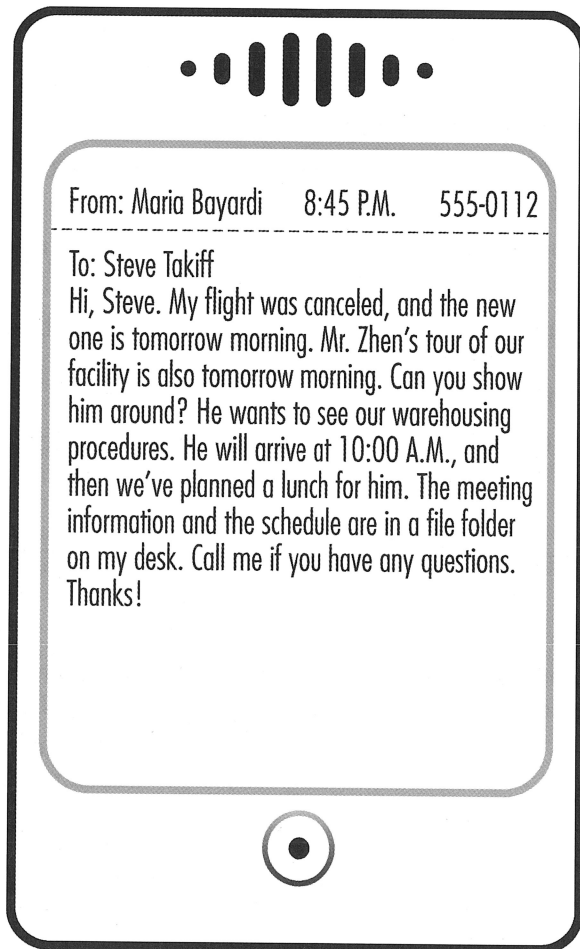 From: Maria Bayardi 8:45 P.M. 555-0112
To: Steve Takiff
Hi, Steve. My flight was canceled, and the new
one is tomorrow morning. Mr. Zhen's tour of our
facility is also tomorrow morning. Can you show
him around? He wants to see our warehousing
procedures. He will arrive at 10:00 A.M., and
then we've planned a lunch for him. The meeting
information and the schedule are in a file folder
on my desk. Call me if you have any questions.
Thanks!